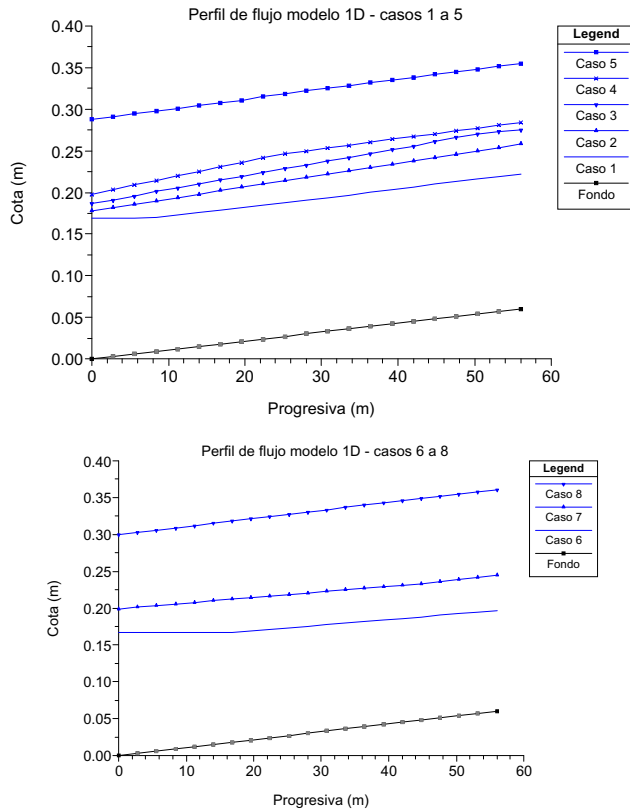 Perfil de flujo modelo 1D - casos 1 a 5
0.40
0.35
0.30
0.25
0.20
0.15
0.10
0.05
0.00
Cota (m)
0 10 20 30 40 50 60
Progresiva (m)
Legend
Caso 5
Caso 4
Caso 3
Caso 2
Caso 1
Fondo
Perfil de flujo modelo 1D - casos 6 a 8
0.40
0.35
0.30
0.25
0.20
0.15
0.10
0.05
0.00
Cota (m)
0 10 20 30 40 50 60
Progresiva (m)
Legend
Caso 8
Caso 7
Caso 6
Fondo